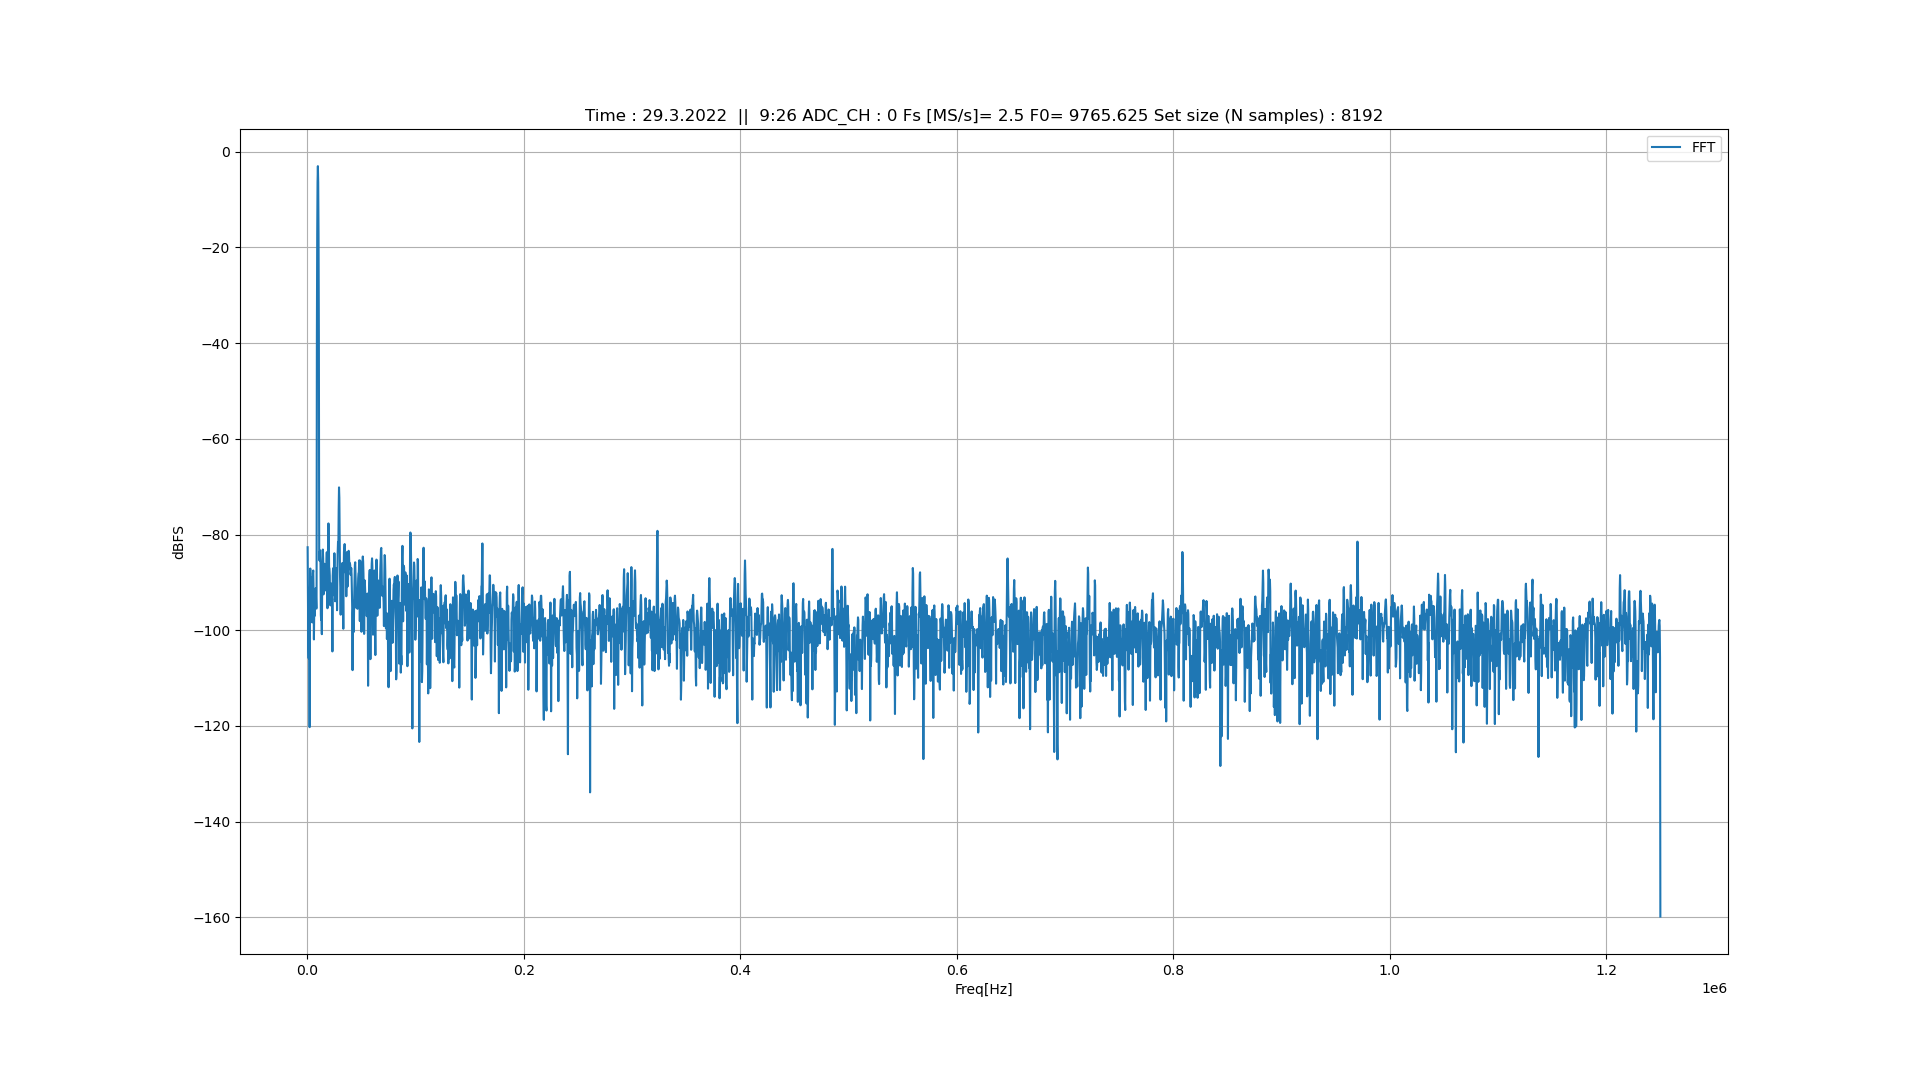 Time : 29.3.2022  ||  9:26 ADC_CH : 0 Fs [MS/s]= 2.5 F0= 9765.625 Set size (N samples) : 8192
FFT
0
−20
−40
−60
−80
−100
−120
−140
−160
dBFS
0.0 0.2 0.4 0.6 0.8 1.0 1.2
Freq[Hz]
1e6